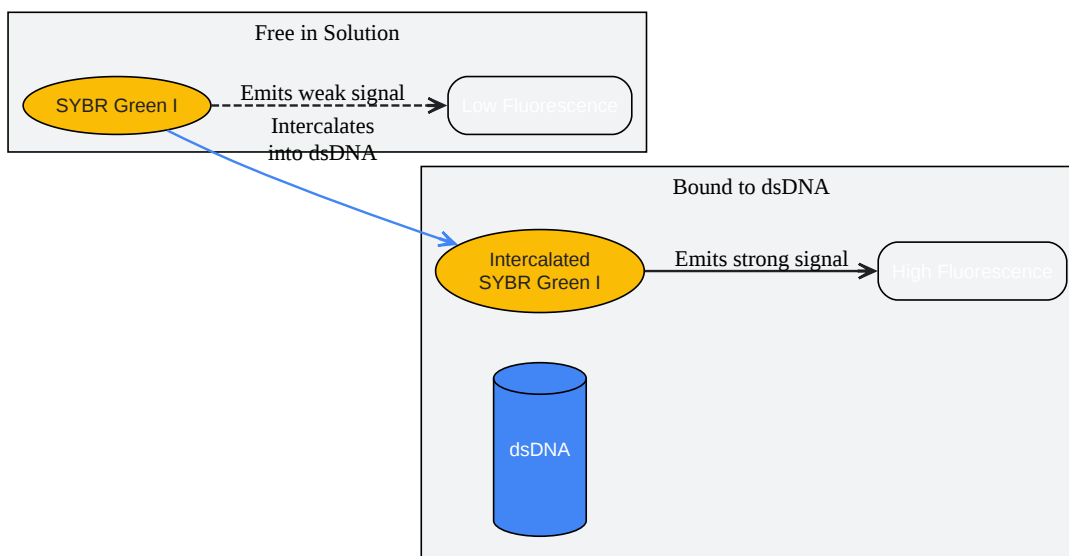 Free in Solution
SYBR Green I
Emits weak signal
Low Fluorescence
Intercalates
into dsDNA
Bound to dsDNA
Intercalated
SYBR Green I
Emits strong signal
High Fluorescence
dsDNA